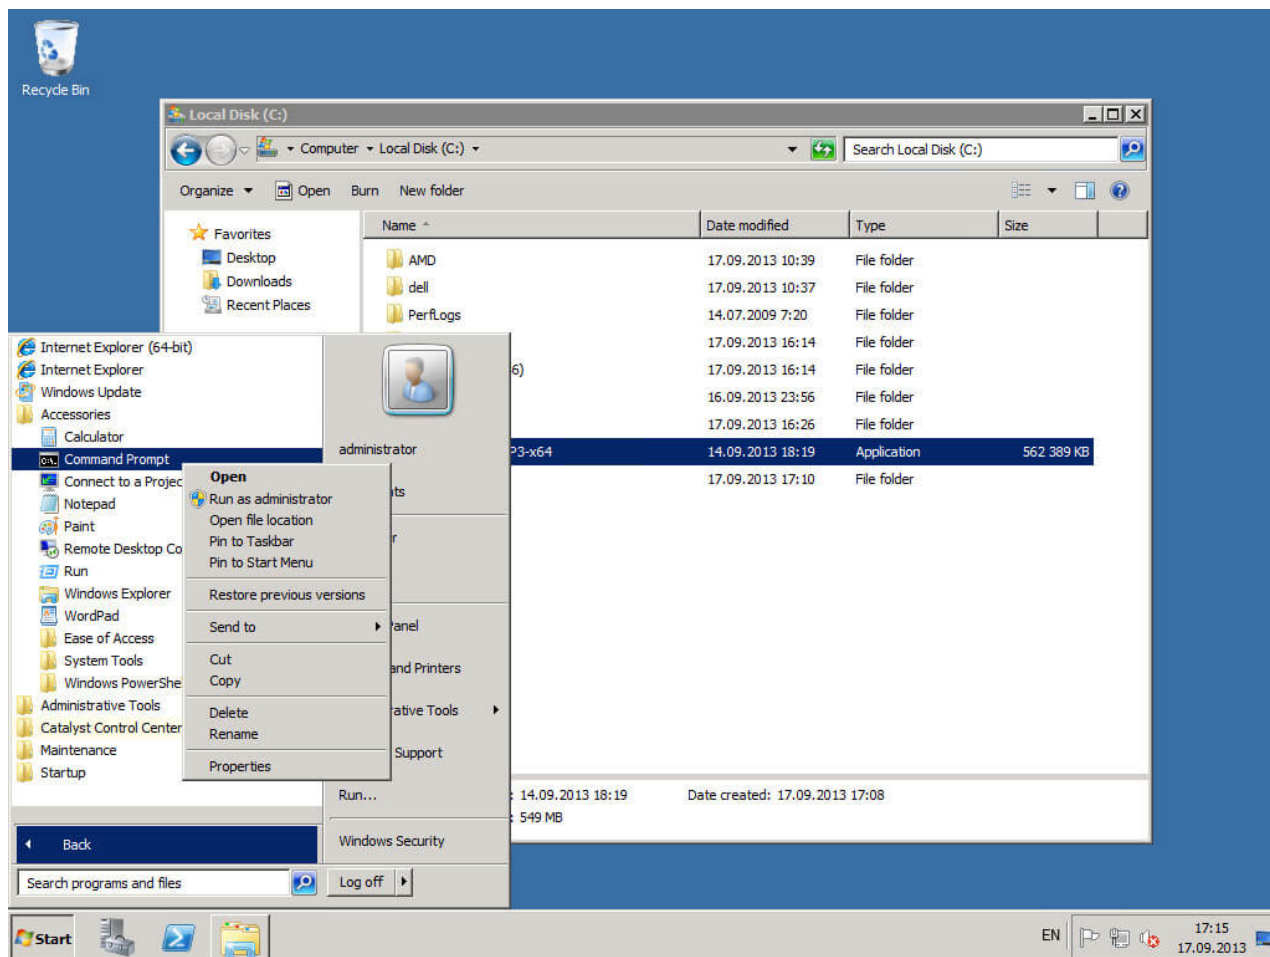 Recycle Bin
Local Disk (C:)
Computer Local Disk (C:)
Search Local Disk (C:)
Organize Open Burn New folder
Name Date modified Type Size
Favorites
Desktop
Downloads
Recent Places
AMD 17.09.2013 10:39 File folder
dell 17.09.2013 10:37 File folder
PerfLogs 14.07.2009 7:20 File folder
17.09.2013 16:14 File folder
6) 17.09.2013 16:14 File folder
16.09.2013 23:56 File folder
17.09.2013 16:26 File folder
P3-x64 14.09.2013 18:19 Application 562 389 KB
17.09.2013 17:10 File folder
: 14.09.2013 18:19 Date created: 17.09.2013 17:08
: 549 MB
Internet Explorer (64-bit)
Internet Explorer
Windows Update
Accessories
Calculator
Command Prompt
Connect to a Projec
Notepad
Paint
Remote Desktop Co
Run
Windows Explorer
WordPad
Ease of Access
System Tools
Windows PowerShe
Administrative Tools
Catalyst Control Center
Maintenance
Startup
Back
Search programs and files
Open
Run as administrator
Open file location
Pin to Taskbar
Pin to Start Menu
Restore previous versions
Send to
Cut
Copy
Delete
Rename
Properties
administrator
nts
r
Panel
and Printers
rative Tools
Support
Run...
Windows Security
Log off
Start
EN
17:15
17.09.2013